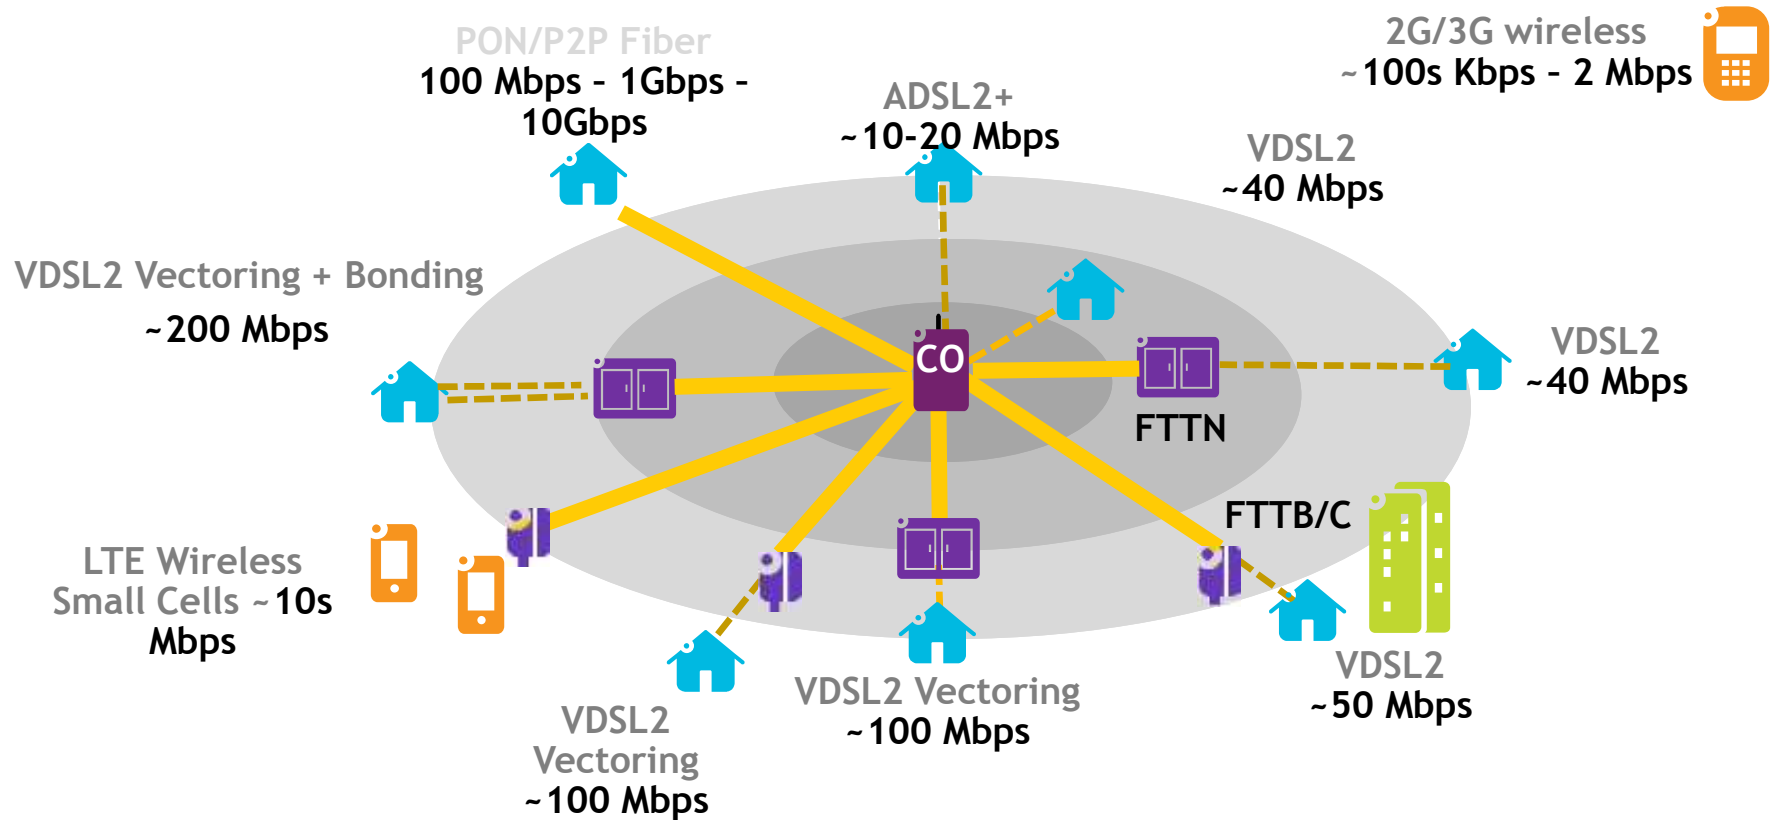 PON/P2P Fiber
100 Mbps – 1Gbps –
10Gbps
ADSL2+
~10-20 Mbps
2G/3G wireless
~100s Kbps – 2 Mbps
VDSL2
~40 Mbps
VDSL2 Vectoring + Bonding
~200 Mbps
CO
VDSL2
~40 Mbps
FTTN
FTTB/C
LTE Wireless
Small Cells ~10s
Mbps
VDSL2
~50 Mbps
VDSL2 Vectoring
~100 Mbps
VDSL2
Vectoring
~100 Mbps